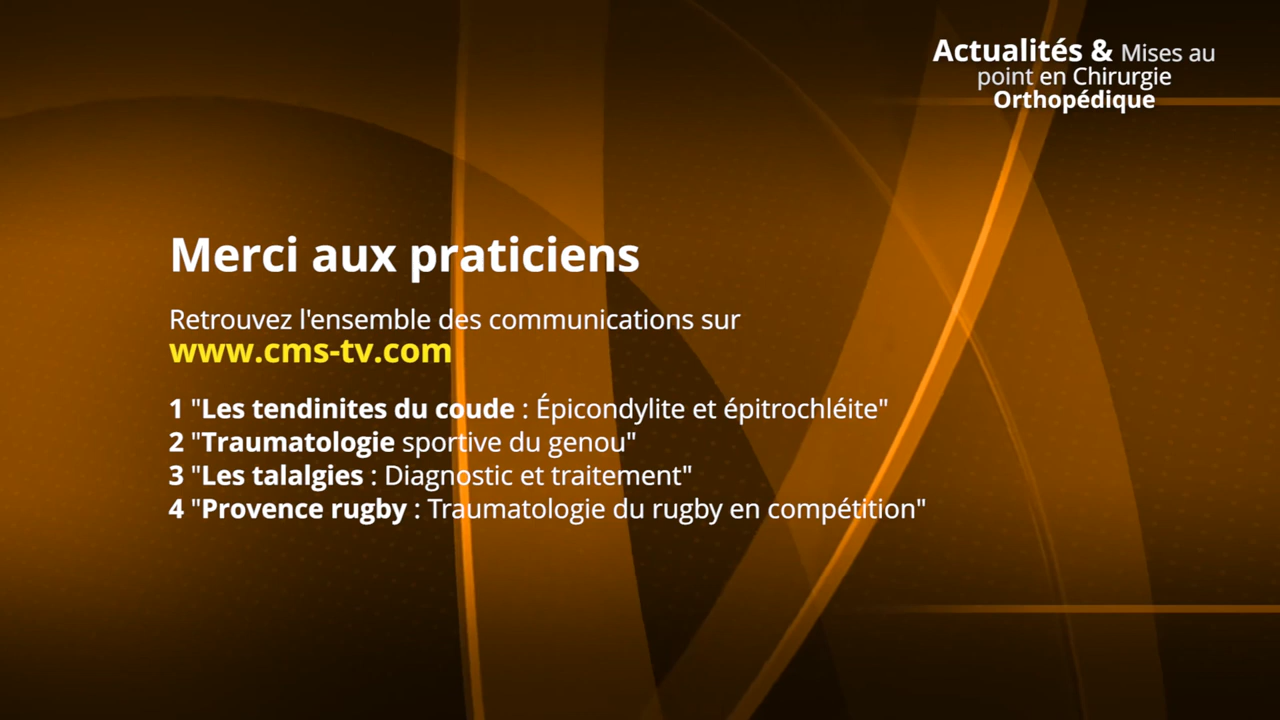 Actualités & Mises au
point en Chirurgie
Orthopédique
Merci aux praticiens
Retrouvez l'ensemble des communications sur
www.cms-tv.com
1 "Les tendinites du coude : Épicondylite et épitrochléite"
2 "Traumatologie sportive du genou"
3 "Les talalgies : Diagnostic et traitement"
4 "Provence rugby : Traumatologie du rugby en compétition"